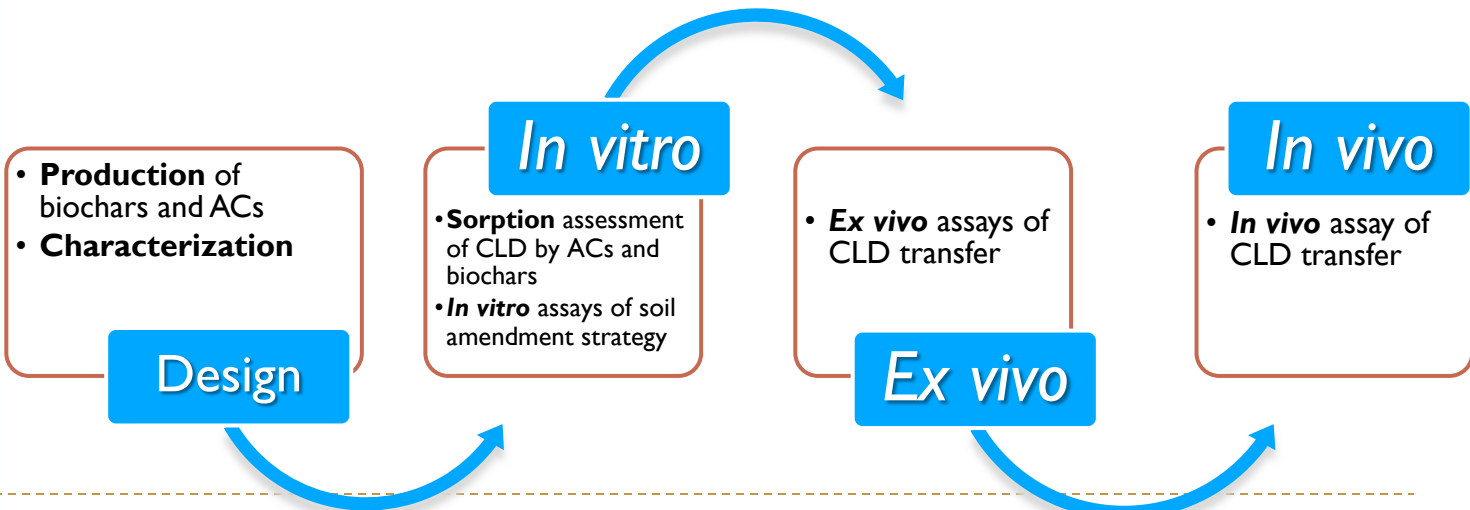 • Production of
biochars and ACs
• Characterization
Design
In vitro
• Sorption assessment
of CLD by ACs and
biochars
• In vitro assays of soil
amendment strategy
• Ex vivo assays of
CLD transfer
Ex vivo
In vivo
• In vivo assay of
CLD transfer